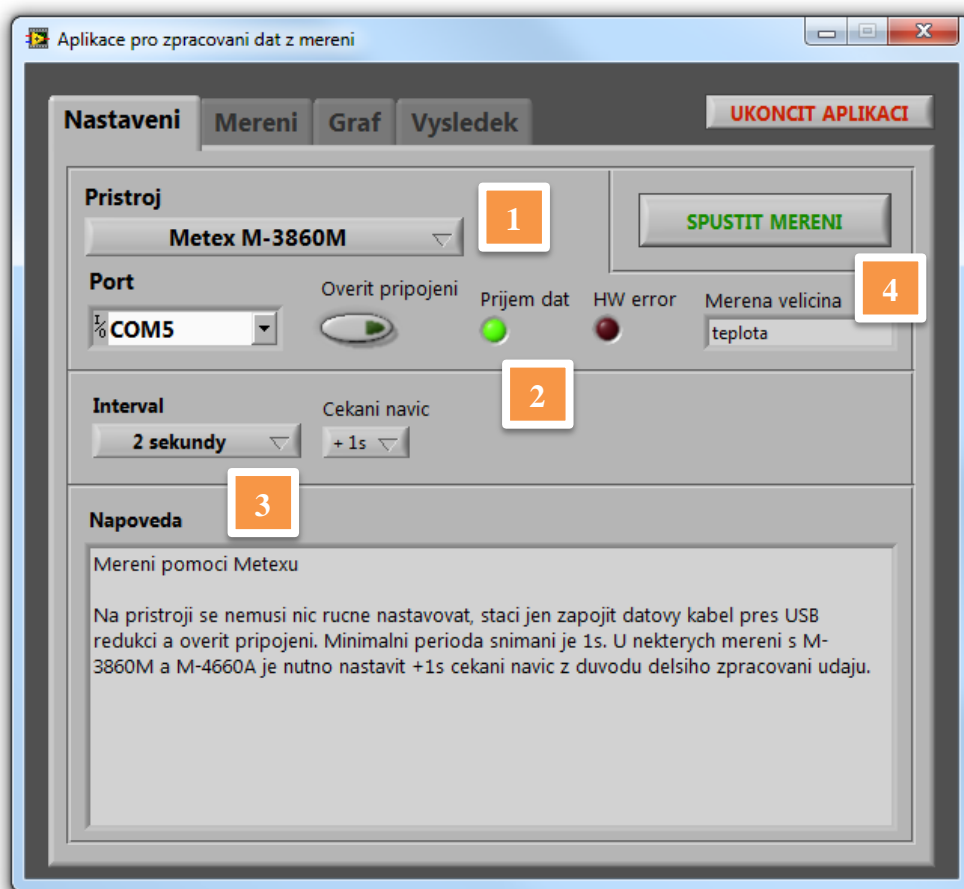 Aplikace pro zpracovani dat z mereni
Nastaveni
Mereni
Graf
Vysledek
UKONCIT APLIKACI
Pristroj
1
Metex M-3860M
SPUSTIT MERENI
4
Port
Overit pripojeni
Prijem dat
HW error
Merena velicina
I/O COM5
teplota
2
Interval
Cekani navic
2 sekundy
+ 1s
3
Napoveda
Mereni pomoci Metexu
Na pristroji se nemusi nic rucne nastavovat, staci jen zapojit datovy kabel pres USB
redukci a overit pripojeni. Minimalni perioda snimani je 1s. U nekterych mereni s M-
3860M a M-4660A je nutno nastavit +1s cekani navic z duvodu delsiho zpracovani udaju.